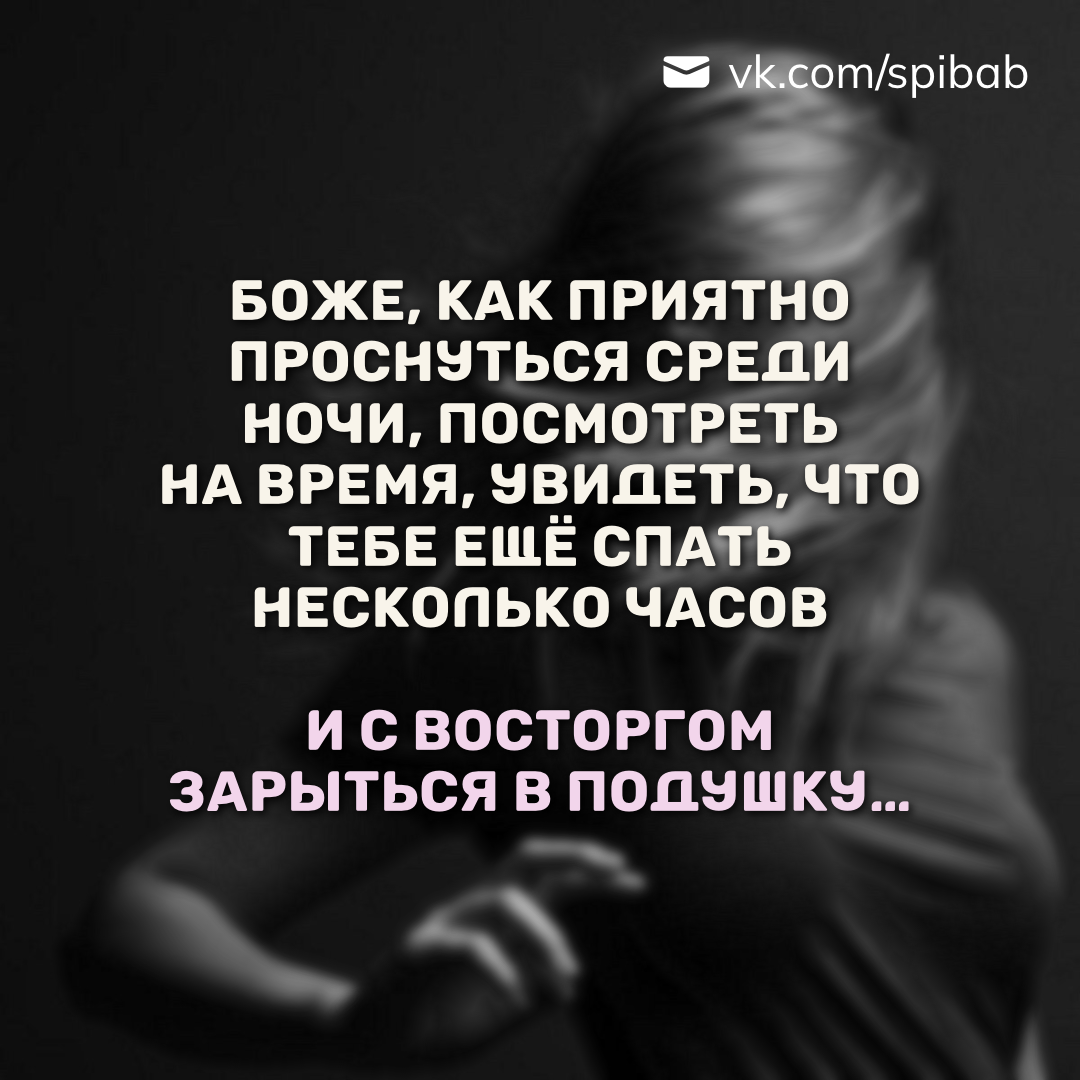 vk.com/spibab
БОЖЕ, КАК ПРИЯТНО
ПРОСНУТЬСЯ СРЕДИ
НОЧИ, ПОСМОТРЕТЬ
НА ВРЕМЯ, УВИДЕТЬ, ЧТО
ТЕБЕ ЕЩЁ СПАТЬ
НЕСКОЛЬКО ЧАСОВ
И С ВОСТОРГОМ
ЗАРЫТЬСЯ В ПОДУШКУ...